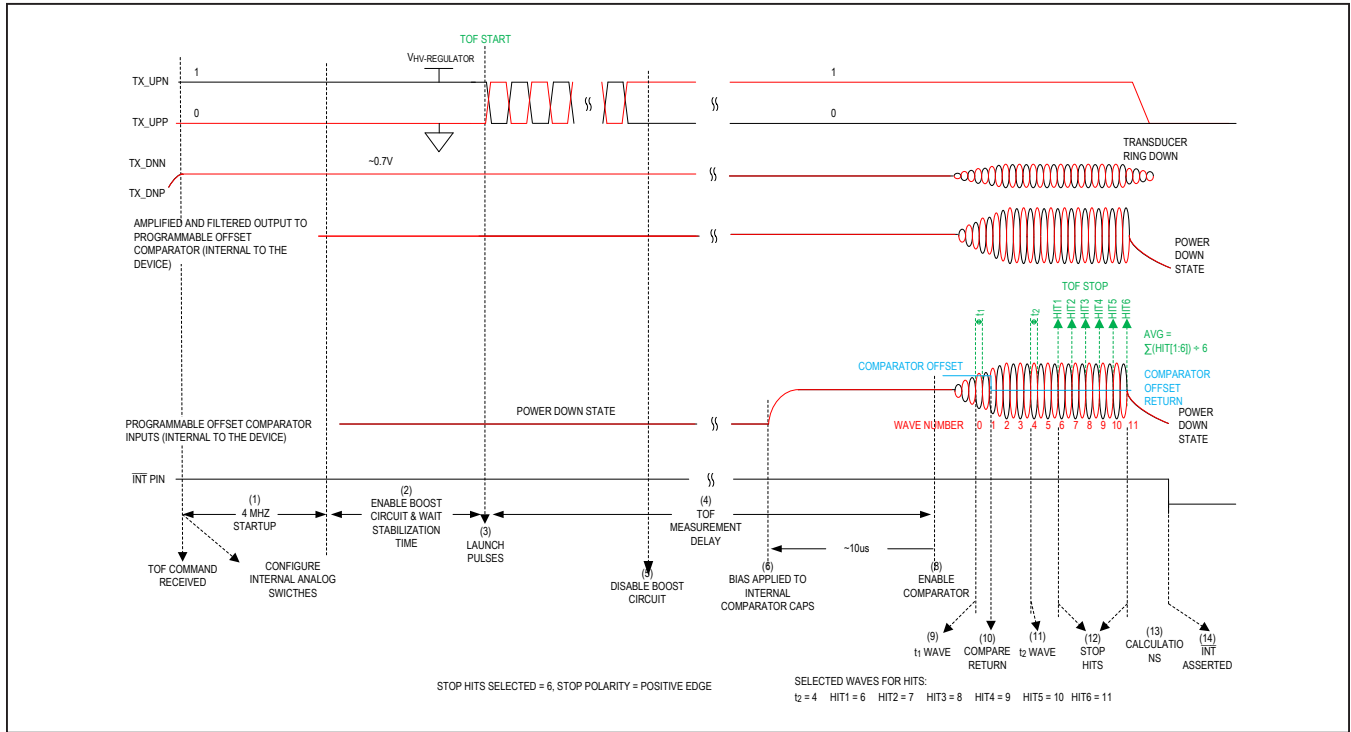 TOF START
VHV-REGULATOR
TX_UPN
1
1
TX_UPP
0
0
TX_DNN
~0.7V
TX_DNP
TRANSDUCER
RING DOWN
AMPLIFIED AND FILTERED OUTPUT TO
PROGRAMMABLE OFFSET
COMPARATOR (INTERNAL TO THE
DEVICE)
POWER
DOWN
STATE
TOF STOP
t1
t2
HIT1
HIT2
HIT3
HIT4
HIT5
HIT6
AVG =
∑(HIT[1:6]) ÷ 6
COMPARATOR OFFSET
COMPARATOR
OFFSET
RETURN
POWER
DOWN
STATE
POWER DOWN STATE
PROGRAMMABLE OFFSET COMPARATOR
INPUTS (INTERNAL TO THE DEVICE)
WAVE NUMBER 0 1 2 3 4 5 6 7 8 9 10 11
INT PIN
(1)
4 MHZ
STARTUP
(2)
ENABLE BOOST
CIRCUIT & WAIT
STABILIZATION
TIME
(3)
LAUNCH
PULSES
(4)
TOF
MEASUREMENT
DELAY
~10us
TOF COMMAND
RECEIVED
CONFIGURE
INTERNAL ANALOG
SWICTHES
(5)
DISABLE BOOST
CIRCUIT
(6)
BIAS APPLIED TO
INTERNAL
COMPARATOR CAPS
(8)
ENABLE
COMPARATOR
(9)
t1 WAVE
(10)
COMPARE
RETURN
(11)
t2 WAVE
(12)
STOP
HITS
(13)
CALCULATIO
NS
(14)
INT
ASSERTED
STOP HITS SELECTED = 6, STOP POLARITY = POSITIVE EDGE
SELECTED WAVES FOR HITS:
t2 = 4 HIT1 = 6 HIT2 = 7 HIT3 = 8 HIT4 = 9 HIT5 = 10 HIT6 = 11